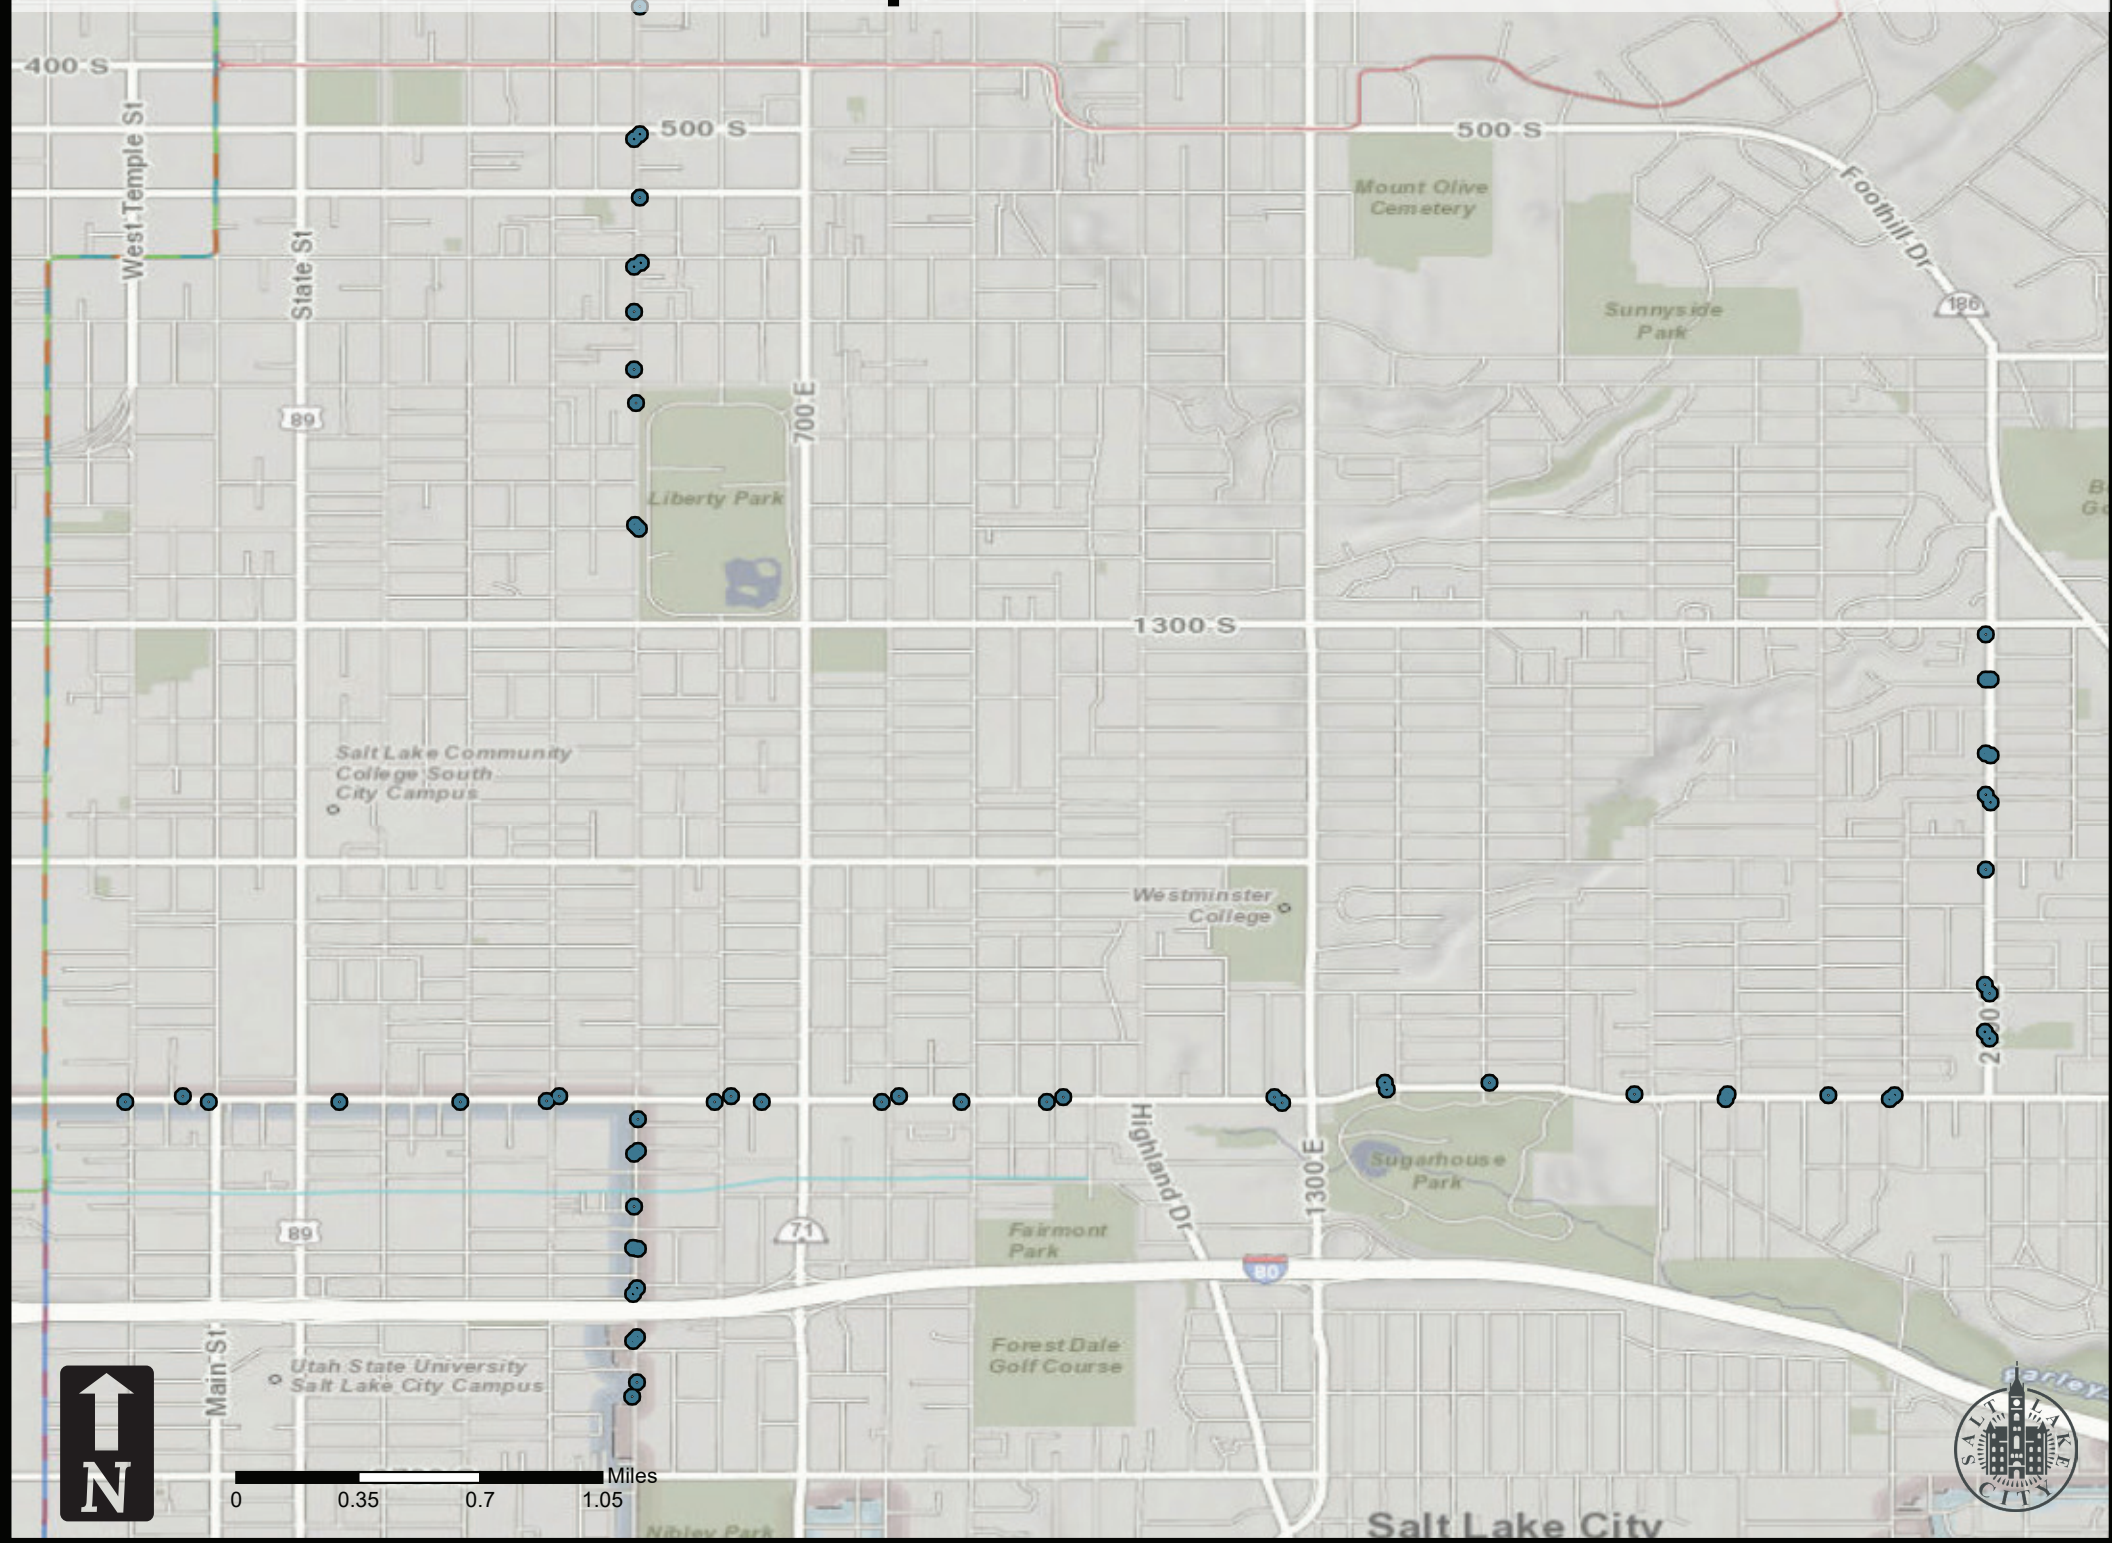 400 S
500 S
500 S
West Temple St
State St
Mount Olive
Cemetery
Foothill Dr
Sunnyside
Park
186
89
700 E
Liberty Park
1300 S
Salt Lake Community
College South
City Campus
Westminster
College
Highland Dr
1300 E
Sugarhouse
Park
89
71
Fairmont
Park
80
Forest Dale
Golf Course
Main St
Utah State University
Salt Lake City Campus
Parley
N
Miles
0 0.35 0.7 1.05
Nibley Park
Salt Lake City
SALT LAKE
CITY